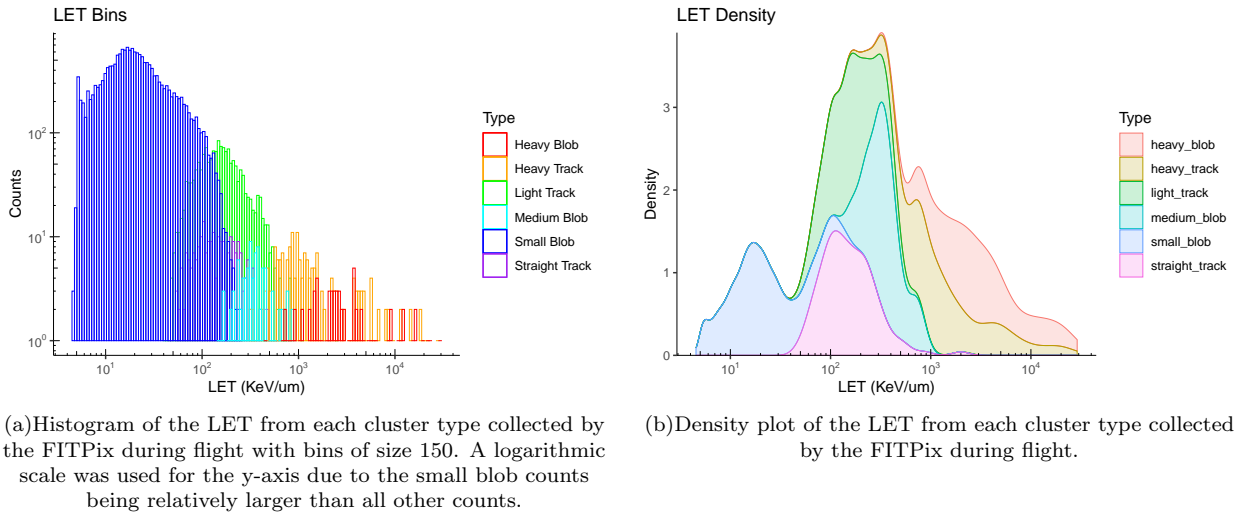 LET Bins
10²
10¹
10⁰
Counts
10¹
10²
10³
10⁴
LET (KeV/um)
Type
Heavy Blob
Heavy Track
Light Track
Medium Blob
Small Blob
Straight Track
(a)Histogram of the LET from each cluster type collected by
the FITPix during flight with bins of size 150. A logarithmic
scale was used for the y-axis due to the small blob counts
being relatively larger than all other counts.
LET Density
3
2
1
0
Density
10¹
10²
10³
10⁴
LET (KeV/um)
Type
heavy_blob
heavy_track
light_track
medium_blob
small_blob
straight_track
(b)Density plot of the LET from each cluster type collected
by the FITPix during flight.